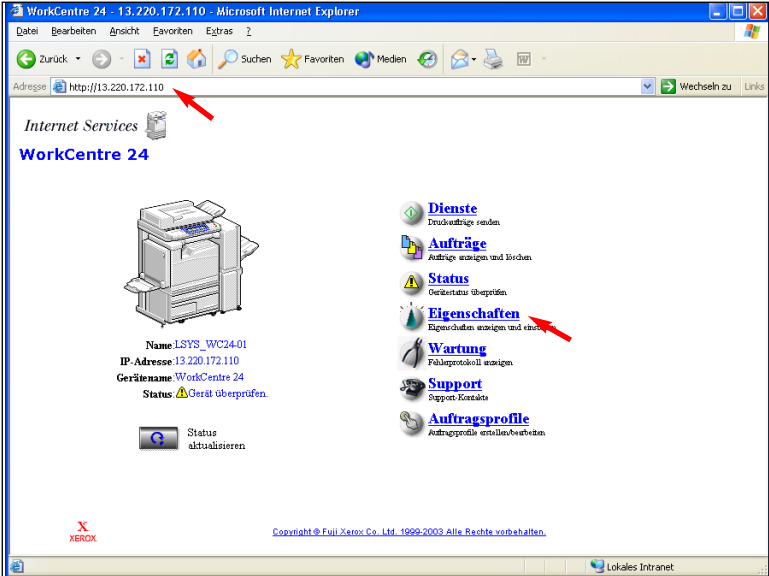 WorkCentre 24 - 13.220.172.110 - Microsoft Internet Explorer
Datei Bearbeiten Ansicht Favoriten Extras ?
Zurück Suchen Favoriten Medien
Adresse http://13.220.172.110 Wechseln zu Links
Internet Services
WorkCentre 24
Dienste
Druckaufträge senden
Aufträge
Aufträge anzeigen und löschen
Status
Gerätestatus überprüfen
Eigenschaften
Eigenschaften anzeigen und
Wartung
Fehlerprotokoll anzeigen
Support
Support-Kontakte
Auftragsprofile
Auftragsprofile erstellen/bearbeiten
Name:LSYS_WC24-01
IP-Adresse:13.220.172.110
Gerätename:WorkCentre 24
Status:Gerät überprüfen.
Status
aktualisieren
X
XEROX
Copyright © Fuji Xerox Co. Ltd. 1999-2003 Alle Rechte vorbehalten.
Lokales Intranet